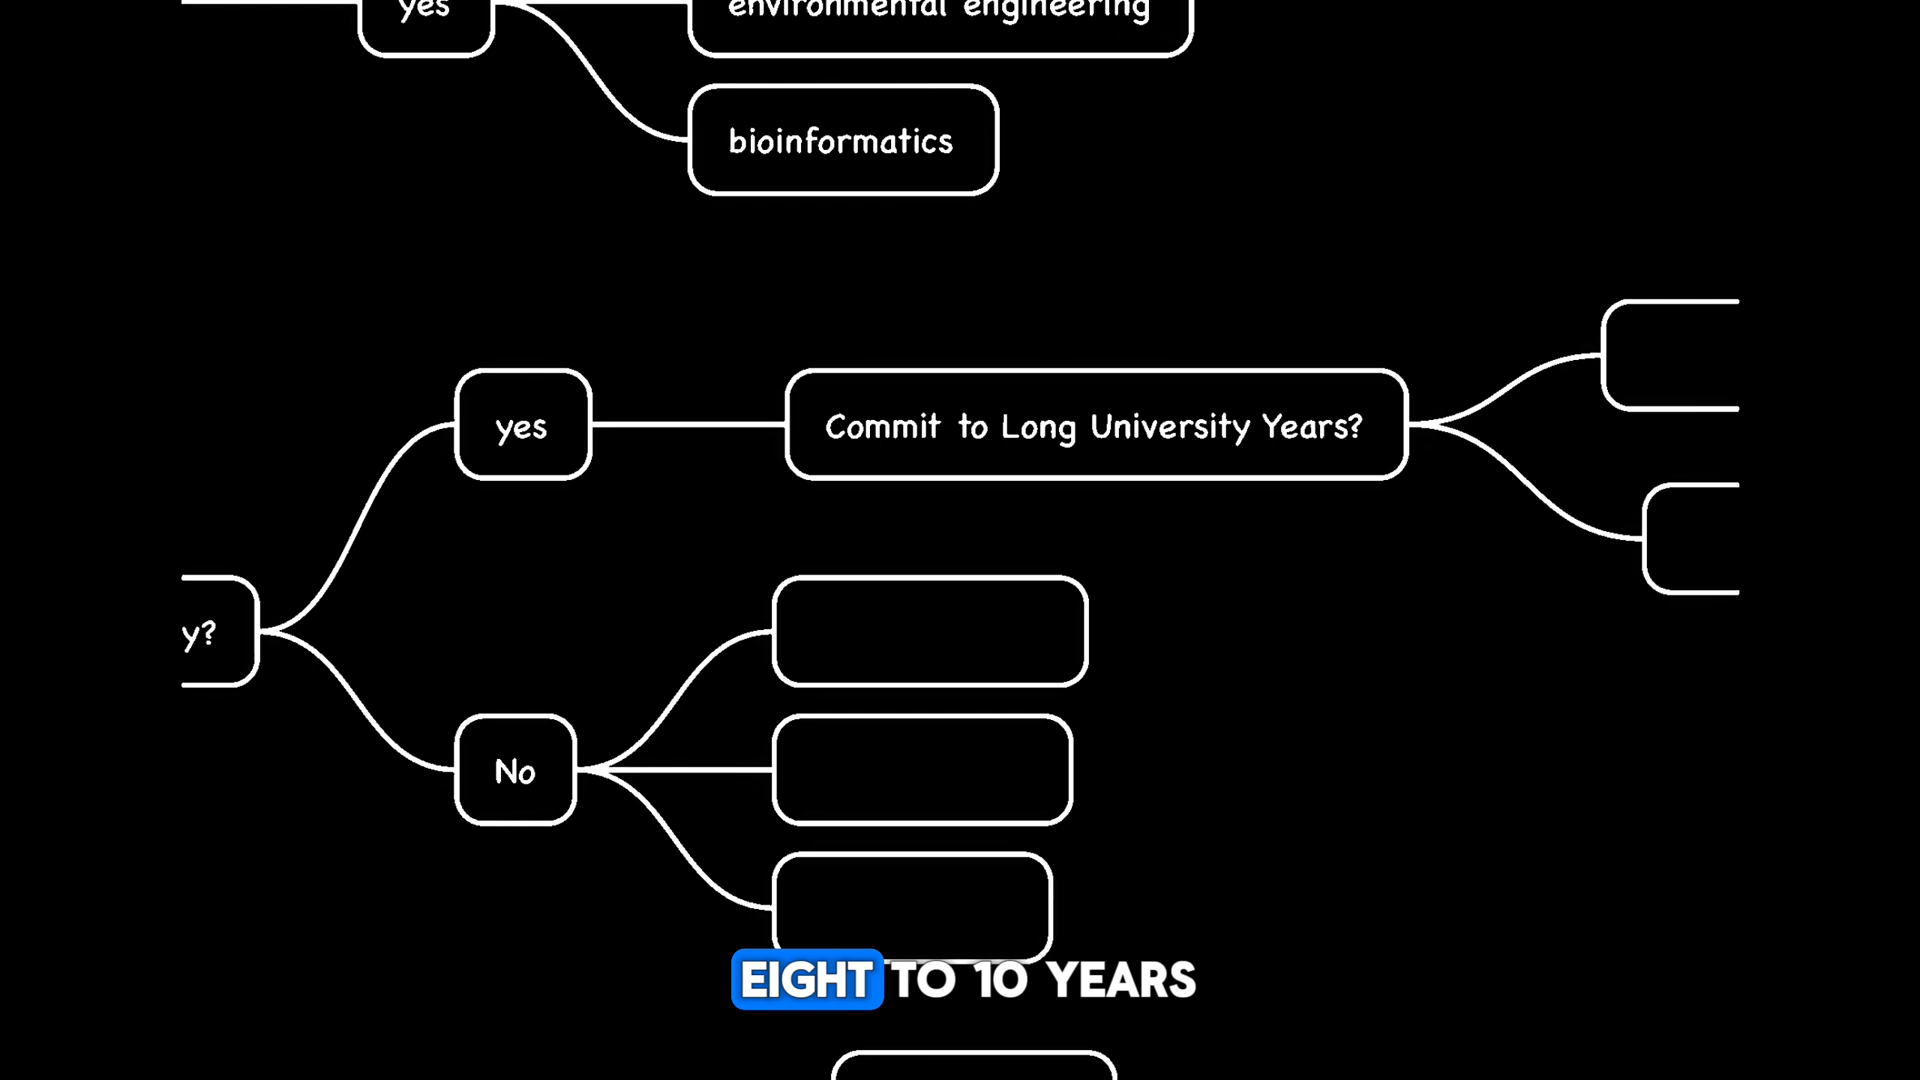 yes
environmental engineering
bioinformatics
yes
Commit to Long University Years?
y?
No
EIGHT TO 10 YEARS